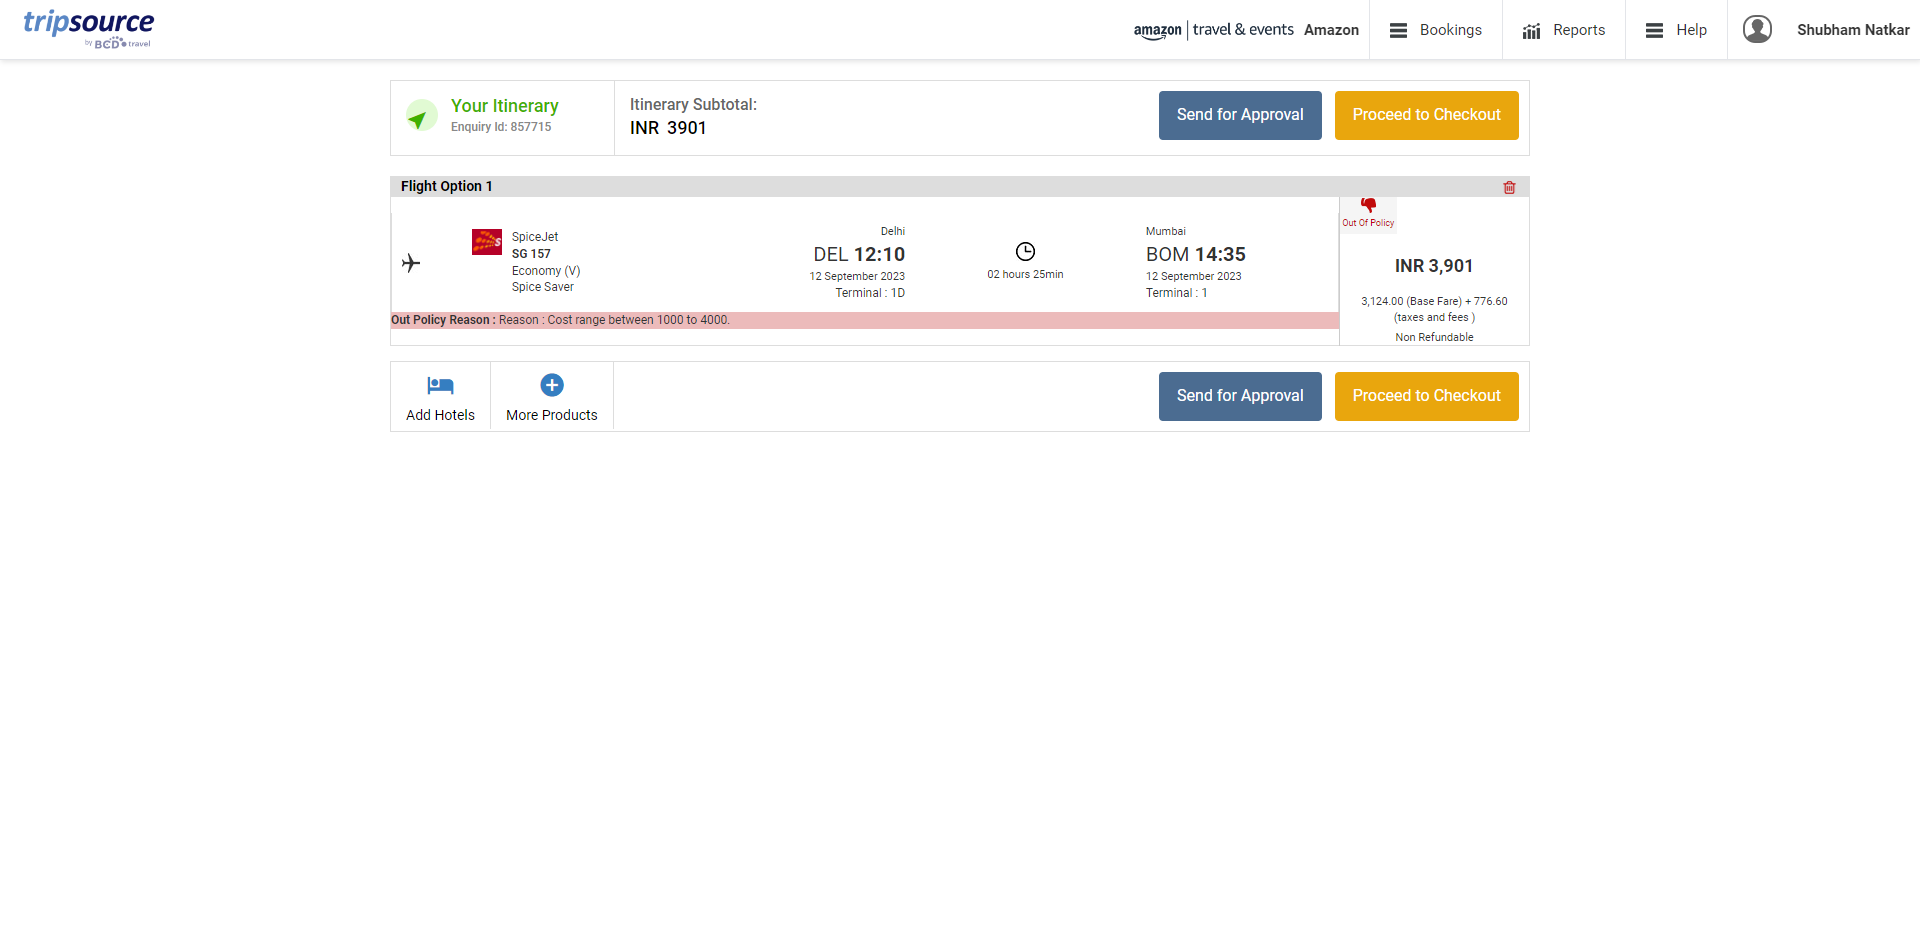 tripsource
by BCD travel
amazon | travel & events Amazon
Bookings
Reports
Help
Shubham Natkar
Your Itinerary
Enquiry Id: 857715
Itinerary Subtotal:
INR 3901
Send for Approval
Proceed to Checkout
Flight Option 1
SpiceJet
SG 157
Economy (V)
Spice Saver
Delhi
DEL 12:10
12 September 2023
Terminal : 1D
02 hours 25min
Mumbai
BOM 14:35
12 September 2023
Terminal : 1
Out Policy Reason : Reason : Cost range between 1000 to 4000.
Out Of Policy
INR 3,901
3,124.00 (Base Fare) + 776.60
(taxes and fees )
Non Refundable
Add Hotels
More Products
Send for Approval
Proceed to Checkout